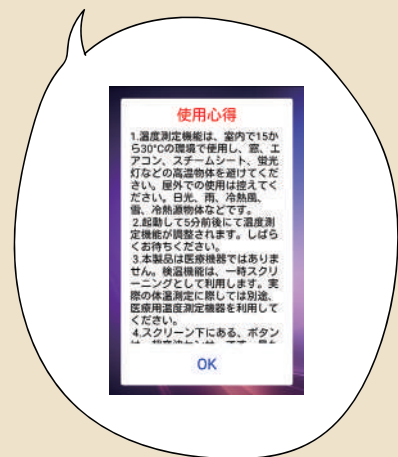 使用心得
1.温度測定機能は、室内で15か
ら30°Cの環境で使用し、窓、エ
アコン、スチームシート、蛍光
灯などの高温物体を避けてくだ
さい。屋外での使用は控えてく
ださい。日光、雨、冷熱風、
雪、冷熱源物体などです。
2.起動して5分前後にて温度測
定機能が調整されます。しばら
くお待ちください。
3.本製品は医療機器ではありま
せん。検温機能は、一時スクリ
ーニングとして利用します。実
際の体温測定に際しては別途、
医療用温度測定機器を利用して
ください。
4.スクリーン下にある、ボタン
OK